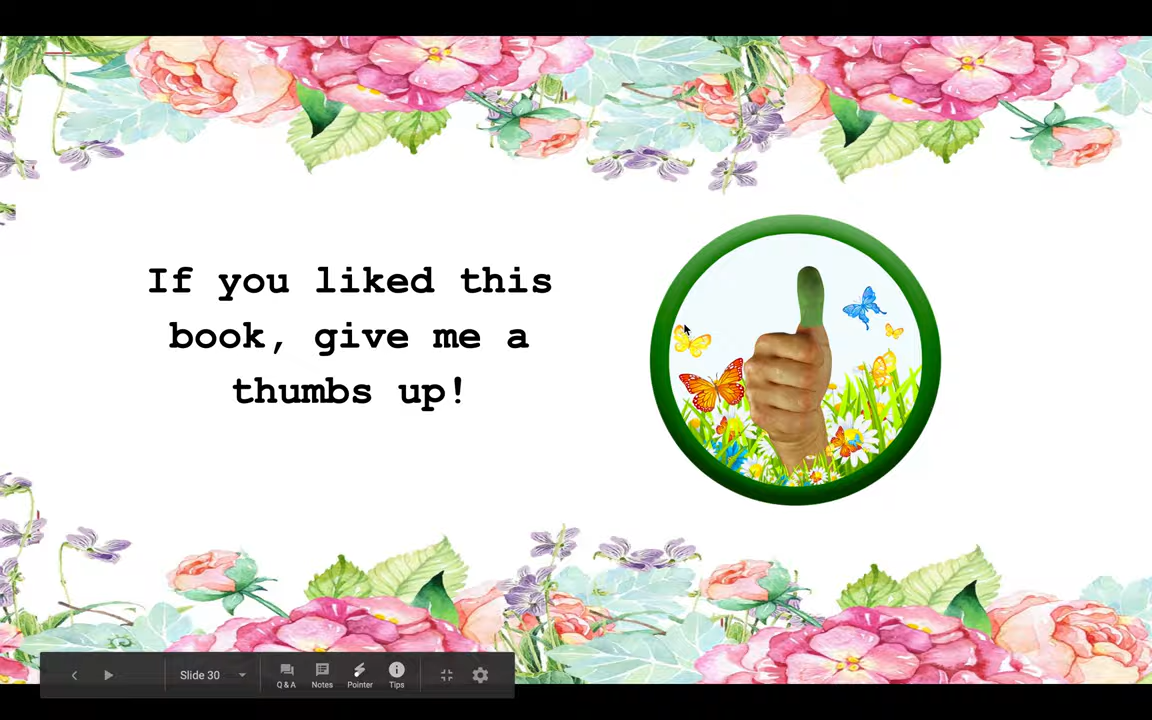 If you liked this
book, give me a
thumbs up!
Slide 30
Q & A
Notes
Pointer
Tips